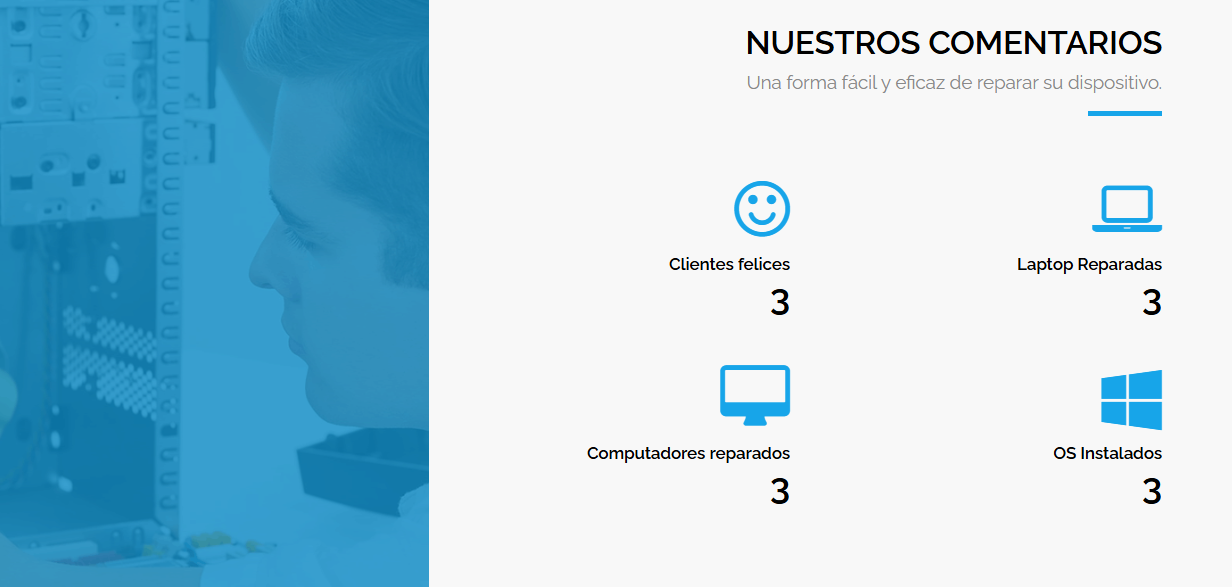 NUESTROS COMENTARIOS
Una forma fácil y eficaz de reparar su dispositivo.
Clientes felices
3
Laptop Reparadas
3
Computadores reparados
3
OS Instalados
3